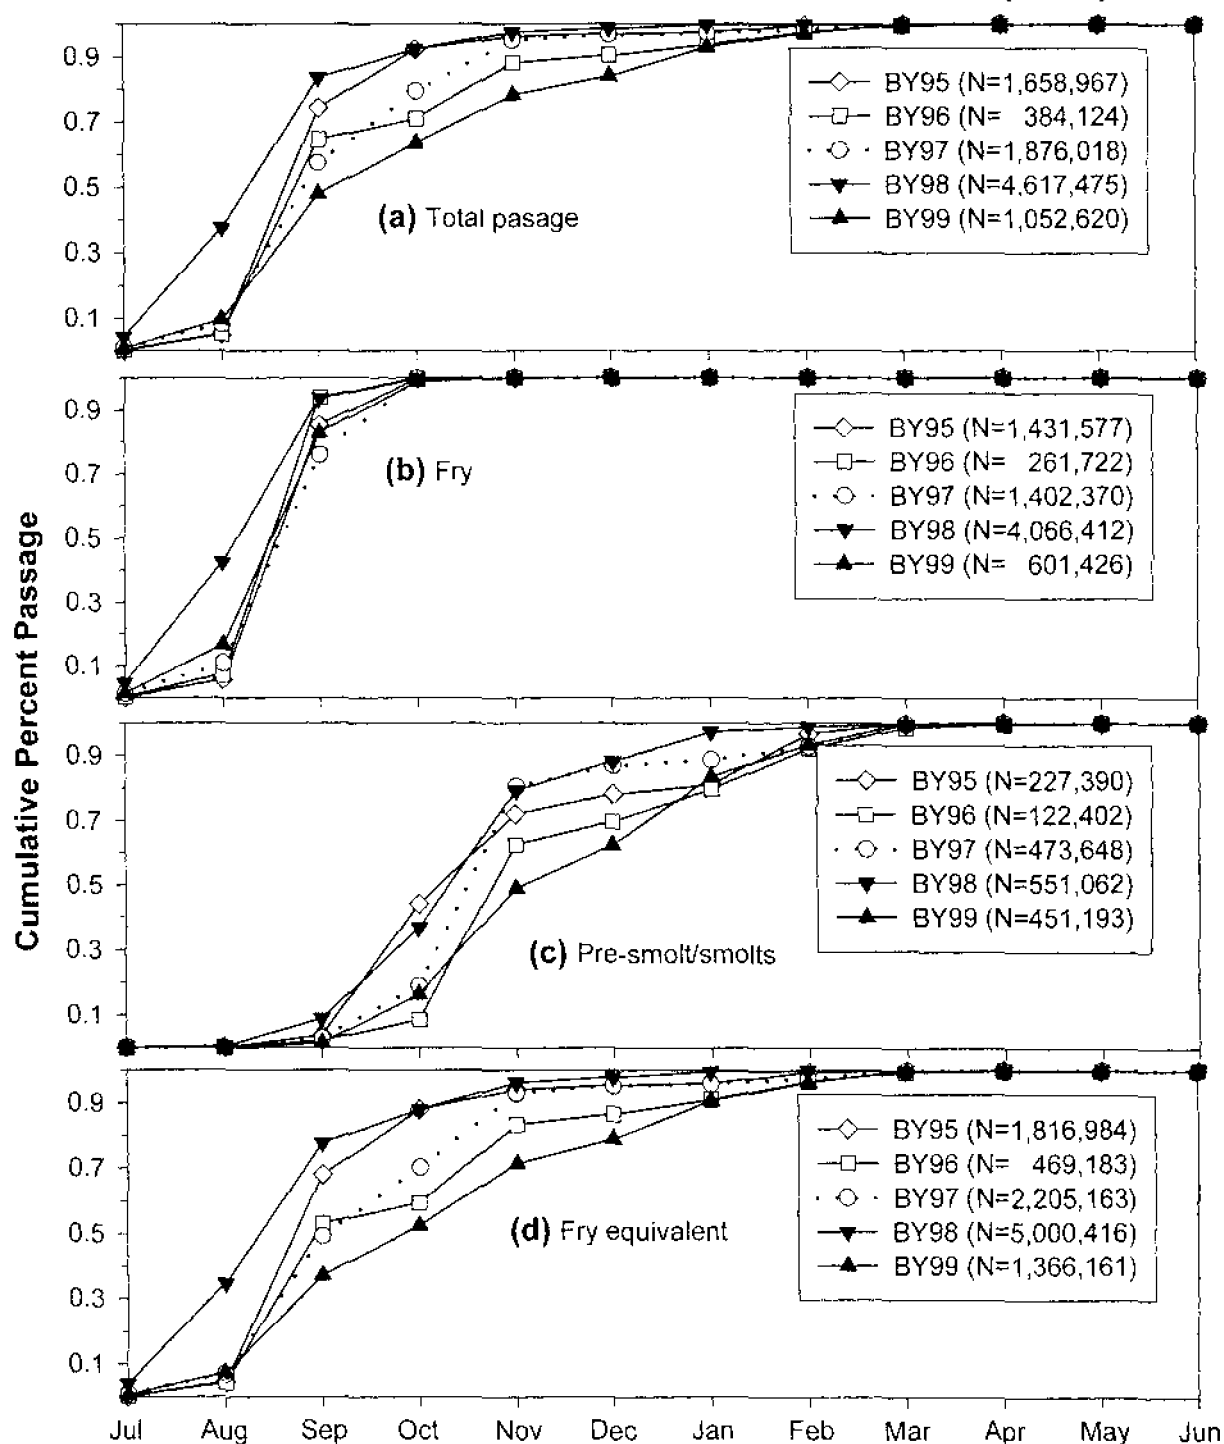 0.9
0.7
0.5
0.3
0.1
BY95 (N=1,658,967)
BY96 (N= 384,124)
BY97 (N=1,876,018)
BY98 (N=4,617,475)
BY99 (N=1,052,620)
(a) Total pasage
0.9
0.7
0.5
0.3
0.1
BY95 (N=1,431,577)
BY96 (N= 261,722)
BY97 (N=1,402,370)
BY98 (N=4,066,412)
BY99 (N= 601,426)
(b) Fry
Cumulative Percent Passage
0.9
0.7
0.5
0.3
0.1
BY95 (N=227,390)
BY96 (N=122,402)
BY97 (N=473,648)
BY98 (N=551,062)
BY99 (N=451,193)
(c) Pre-smolt/smolts
0.9
0.7
0.5
0.3
0.1
BY95 (N=1,816,984)
BY96 (N= 469,183)
BY97 (N=2,205,163)
BY98 (N=5,000,416)
BY99 (N=1,366,161)
(d) Fry equivalent
Jul Aug Sep Oct Nov Dec Jan Feb Mar Apr May Jun